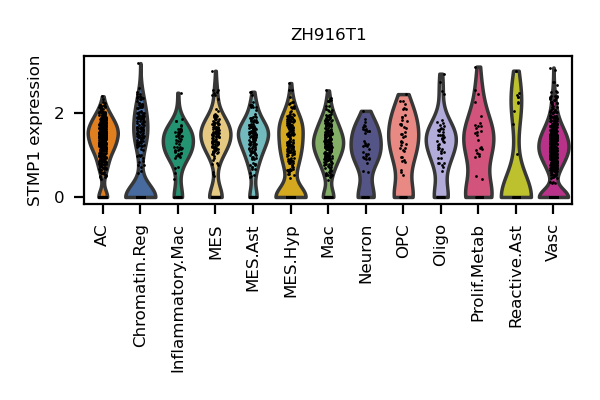 ZH916T1
STMP1 expression
2
0
AC
Chromatin.Reg
Inflammatory.Mac
MES
MES.Ast
MES.Hyp
Mac
Neuron
OPC
Oligo
Prolif.Metab
Reactive.Ast
Vasc